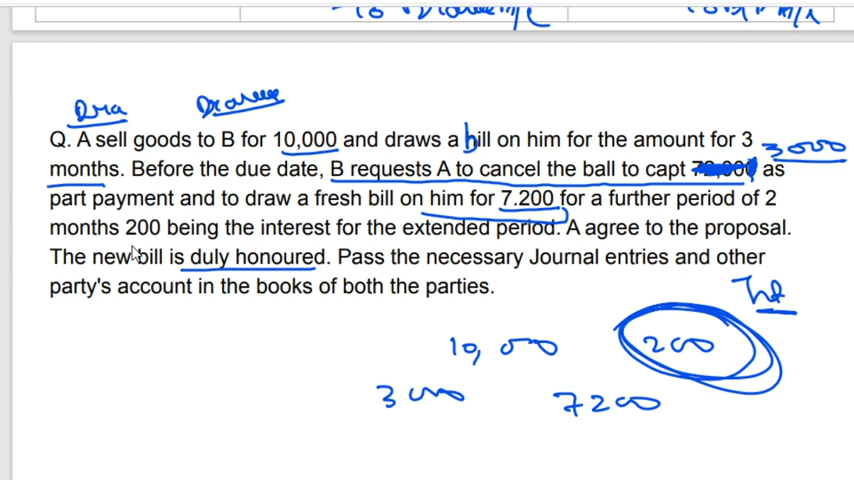 Drawee
Q. A sell goods to B for 10,000 and draws a bill on him for the amount for 3
3000
months. Before the due date, B requests A to cancel the ball to capt as
part payment and to draw a fresh bill on him for 7.200 for a further period of 2
months 200 being the interest for the extended period. A agree to the proposal.
The new bill is duly honoured. Pass the necessary Journal entries and other
party's account in the books of both the parties.
10,000 200
3000 7200